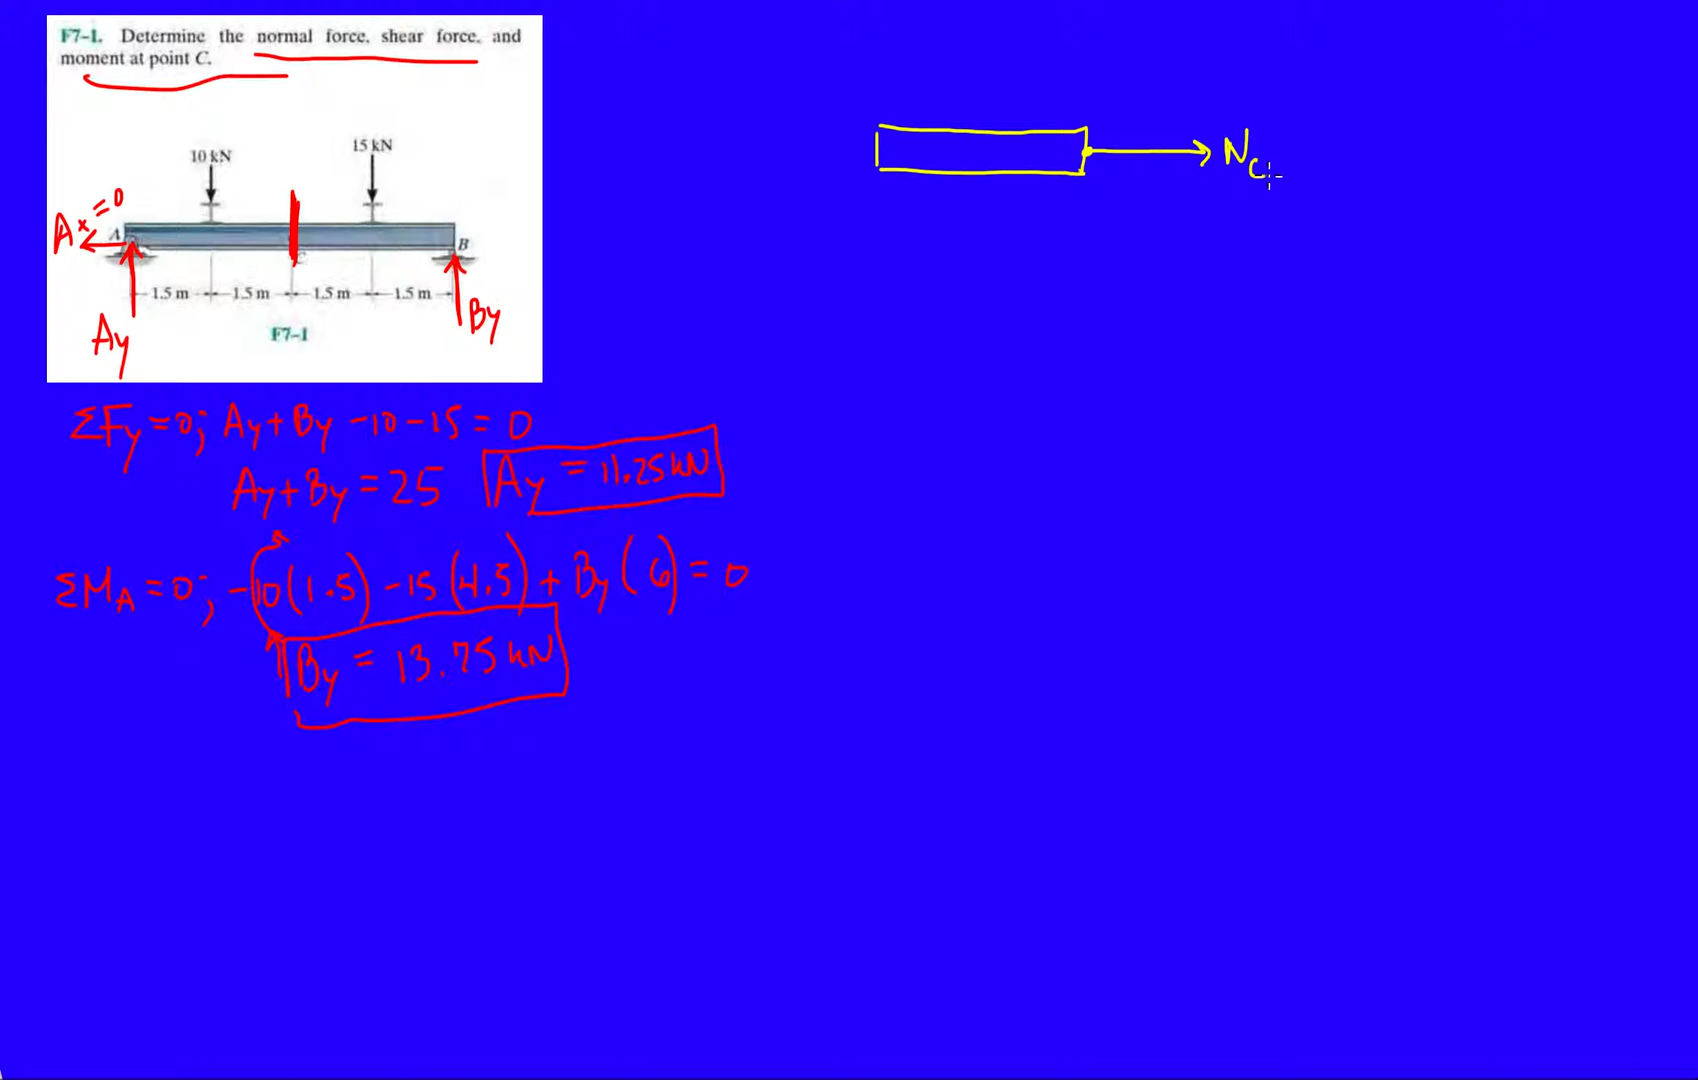 F7–1. Determine the normal force, shear force, and
moment at point C.
10 kN
15 kN
Ax = 0
A
B
C
1.5 m 1.5 m 1.5 m 1.5 m
Ay
By
F7–1
ΣFy = 0; Ay + By - 10 - 15 = 0
Ay + By = 25
Ay = 11.25 kN
ΣMA = 0; -10(1.5) - 15(4.5) + By(6) = 0
By = 13.75 kN
Nc